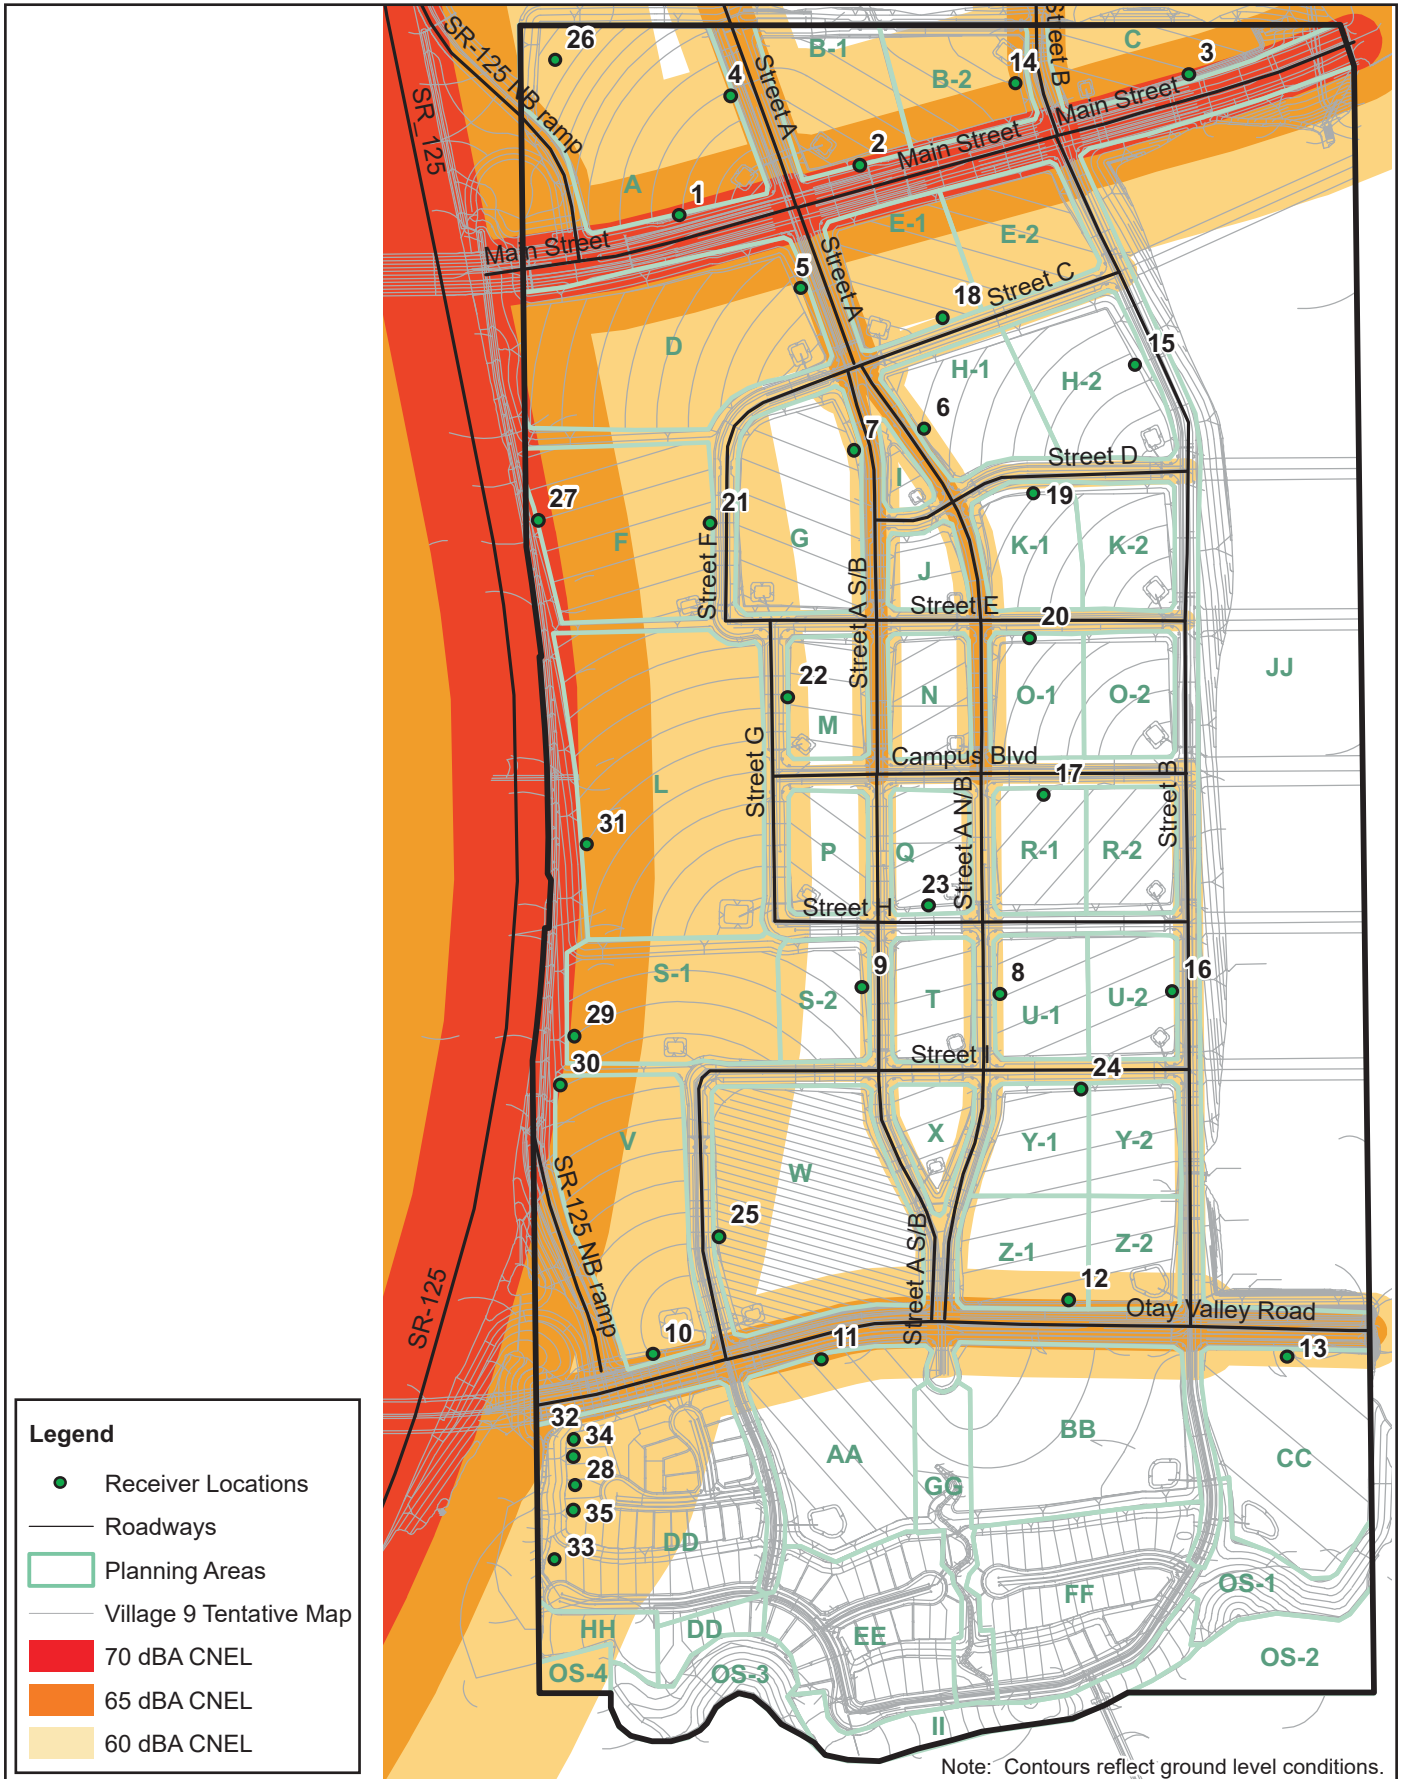 SR-125 NB ramp
SR_125
26
4
Street A
B-1
B-2
14
Street B
C
3
Main Street
Main Street
2
A
1
Main Street
E-1
E-2
5
Street A
18
Street C
D
H-1
H-2
15
6
7
I
Street D
19
27
21
F
G
Street F
K-1
K-2
J
Street A S/B
Street E
20
22
M
N
O-1
O-2
JJ
Street G
Campus Blvd
17
L
31
P
Q
R-1
R-2
Street B
Street A N/B
23
Street H
S-1
S-2
9
T
8
U-1
U-2
16
29
30
Street I
24
V
W
X
Y-1
Y-2
SR-125 NB ramp
25
Street A S/B
Z-1
Z-2
12
SR-125
10
11
Otay Valley Road
13
32
34
28
35
33
AA
BB
GG
CC
DD
FF
OS-1
HH
DD
EE
OS-4
OS-3
OS-2
II
Legend
Receiver Locations
Roadways
Planning Areas
Village 9 Tentative Map
70 dBA CNEL
65 dBA CNEL
60 dBA CNEL
Note: Contours reflect ground level conditions.